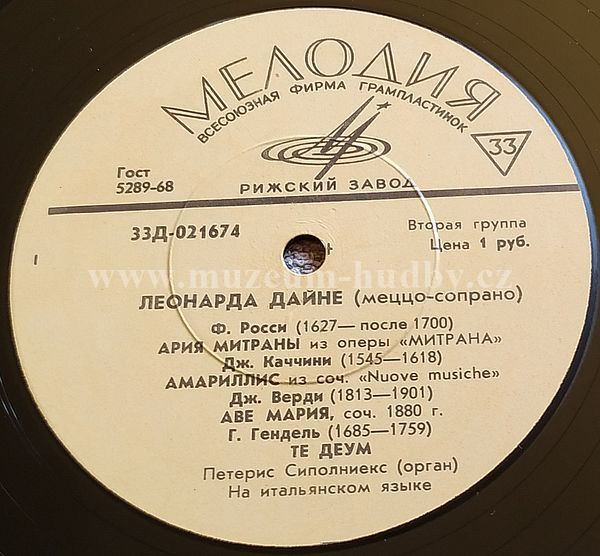 МЕЛОДИЯ
ВСЕСОЮЗНАЯ ФИРМА ГРАМПЛАСТИНОК
33
Гост
5289-68
РИЖСКИЙ ЗАВОД
33Д-021674
Вторая группа
Цена 1 руб.
www.muzeum-hudby.cz
ЛЕОНАРДА ДАЙНЕ (меццо-сопрано)
Ф. Росси (1627—после 1700)
АРИЯ МИТРАНЫ из оперы «МИТРАНА»
Дж. Каччини (1545—1618)
АМАРИЛЛИС из соч. «Nuove musiche»
Дж. Верди (1813—1901)
АВЕ МАРИЯ, соч. 1880 г.
Г. Гендель (1685—1759)
ТЕ ДЕУМ
Петерис Сиполниекс (орган)
На итальянском языке